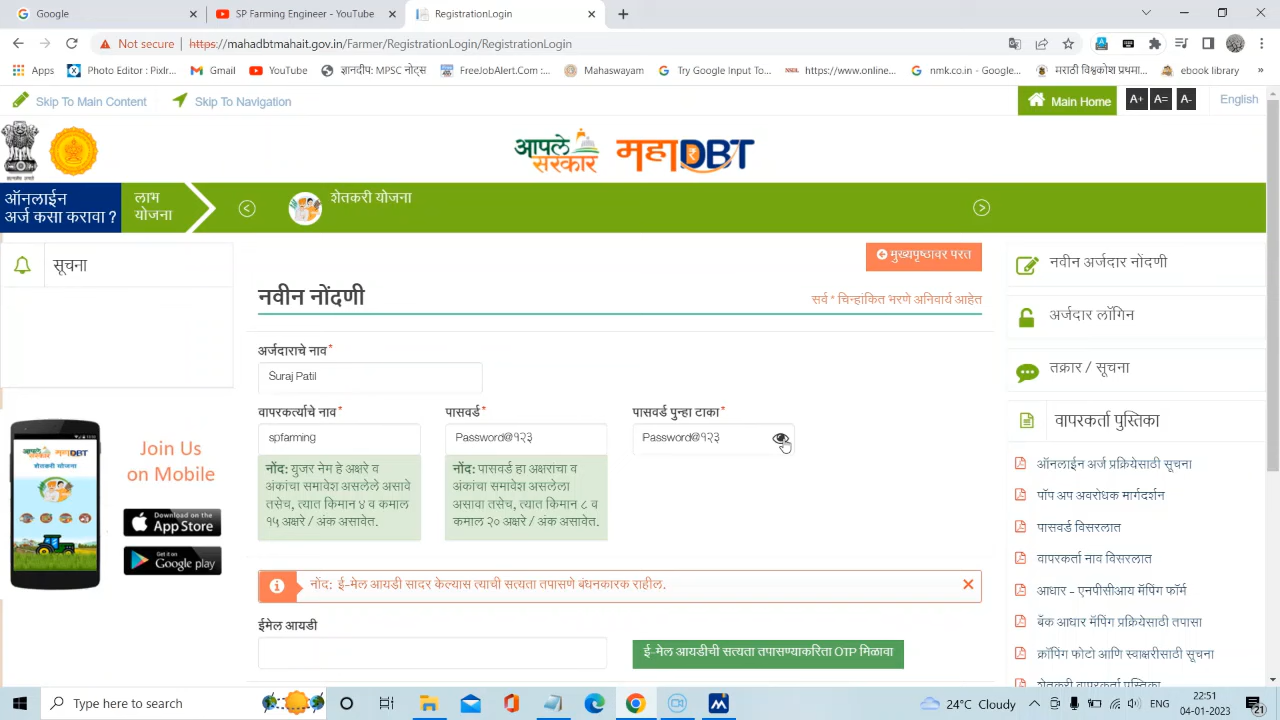 Google
YouTube
RegistrationLogin
Not secure
https://mahadbtmahait.gov.in/Farmer/RegistrationLogin/RegistrationLogin
Apps
Photo Editor : Pixlr...
Gmail
YouTube
ज्ञानदीप: MPSC नोट्स
FreeJobAlert.Com :...
Mahaswayam
Try Google Input To...
https://www.online...
nmk.co.in - Google...
मराठी विश्वकोश प्रथमा...
ebook library
»
Skip To Main Content
Skip To Navigation
Main Home
A+
A=
A-
English
आपले सरकार
महाDBT
ऑनलाईन
अर्ज कसा करावा ?
लाभ
योजना
शेतकरी योजना
सूचना
मुख्यपृष्ठावर परत
नवीन अर्जदार नोंदणी
नवीन नोंदणी
सर्व * चिन्हांकित भरणे अनिवार्य आहेत
अर्जदार लॉगिन
अर्जदाराचे नाव*
Suraj Patil
तक्रार / सूचना
वापरकर्त्याचे नाव*
पासवर्ड*
पासवर्ड पुन्हा टाका*
वापरकर्ता पुस्तिका
spfarming
Password@१२३
Password@१२३
नोंद: युजर नेम हे अक्षरे व
अंकांचा समावेश असलेले असावे
तसेच, त्यात किमान ४ व कमाल
१५ अक्षरे / अंक असावेत.
नोंद: पासवर्ड हा अक्षरांचा व
अंकांचा समावेश असलेला
असावा तसेच, त्यात किमान ८ व
कमाल २० अक्षरे / अंक असावेत.
Join Us
on Mobile
Download on the
App Store
Get it on
Google play
ऑनलाईन अर्ज प्रक्रियेसाठी सूचना
पॉप अप अवरोधक मार्गदर्शन
पासवर्ड विसरलात
वापरकर्ता नाव विसरलात
आधार - एनपीसीआय मॅपिंग फॉर्म
बँक आधार मॅपिंग प्रक्रियेसाठी तपासा
क्रॉपिंग फोटो आणि स्वाक्षरीसाठी सूचना
शेतकरी वापरकर्ता पुस्तिका
नोंद: ई-मेल आयडी सादर केल्यास त्याची सत्यता तपासणे बंधनकारक राहील.
ईमेल आयडी
ई-मेल आयडीची सत्यता तपासण्याकरिता OTP मिळावा
Type here to search
24°C Cloudy
ENG
22:51
04-01-2023
21